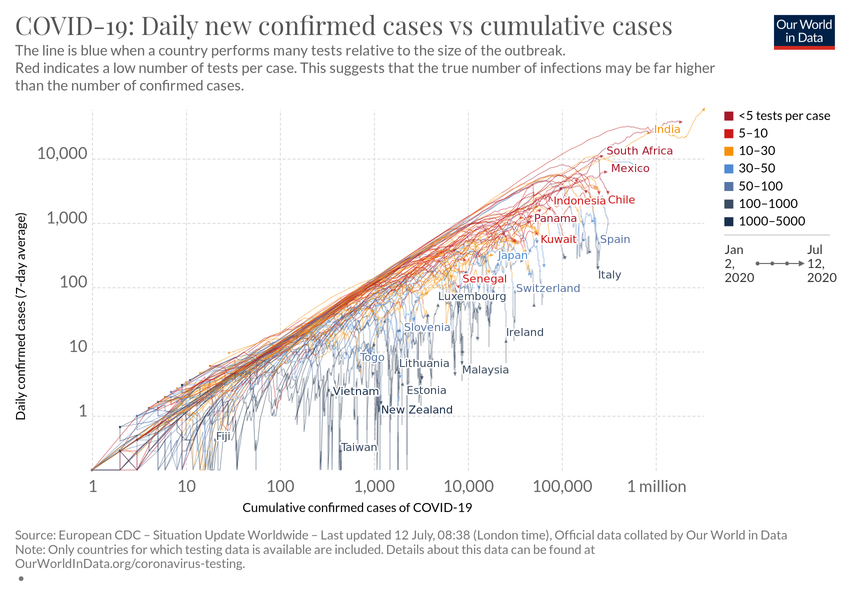 COVID-19: Daily new confirmed cases vs cumulative cases
Our World
in Data
The line is blue when a country performs many tests relative to the size of the outbreak.
Red indicates a low number of tests per case. This suggests that the true number of infections may be far higher
than the number of confirmed cases.
<5 tests per case
5–10
10–30
30–50
50–100
100–1000
1000–5000
Jan
2,
2020
Jul
12,
2020
Daily confirmed cases (7-day average)
10,000
1,000
100
10
1
India
South Africa
Mexico
Indonesia
Chile
Panama
Kuwait
Spain
Japan
Italy
Senegal
Switzerland
Luxembourg
Slovenia
Ireland
Togo
Lithuania
Malaysia
Vietnam
Estonia
New Zealand
Fiji
Taiwan
1
10
100
1,000
10,000
100,000
1 million
Cumulative confirmed cases of COVID-19
Source: European CDC – Situation Update Worldwide – Last updated 12 July, 08:38 (London time), Official data collated by Our World in Data
Note: Only countries for which testing data is available are included. Details about this data can be found at
OurWorldInData.org/coronavirus-testing.
•